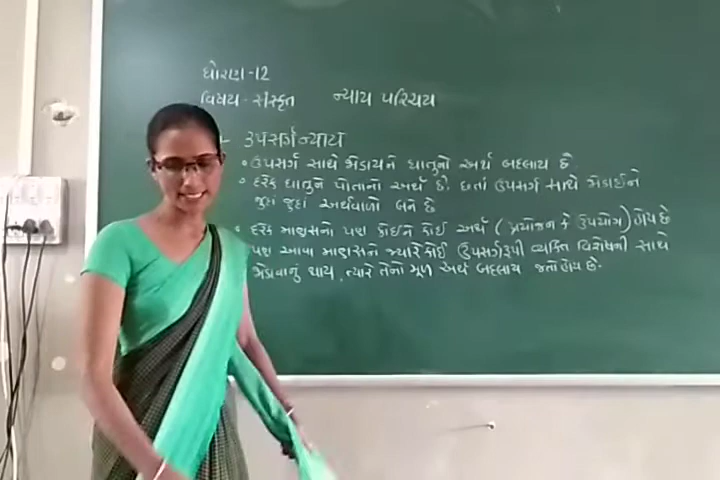 ધોરણ-12
વિષય - સંસ્કૃત ન્યાય પરિચય
- ઉપસર્ગન્યાય
• ઉપસર્ગ સાથે જોડાયને ધાતુનો અર્થ બદલાય છે.
• દરેક ધાતુને પોતાનો અર્થ છે. છતાં ઉપસર્ગ સાથે જોડાઈને
જુદાં જુદાં અર્થવાળો બને છે
• દરેક માણસનો પણ કોઈને કોઈ અર્થ (પ્રયોજન કે ઉપયોગ) હોય છે
પણ આવા માણસને જ્યારે કોઈ ઉપસર્ગરૂપી વ્યક્તિ વિશેષની સાથે
જોડાવાનું થાય, ત્યારે તેનો મૂળ અર્થ બદલાય જતો હોય છે.